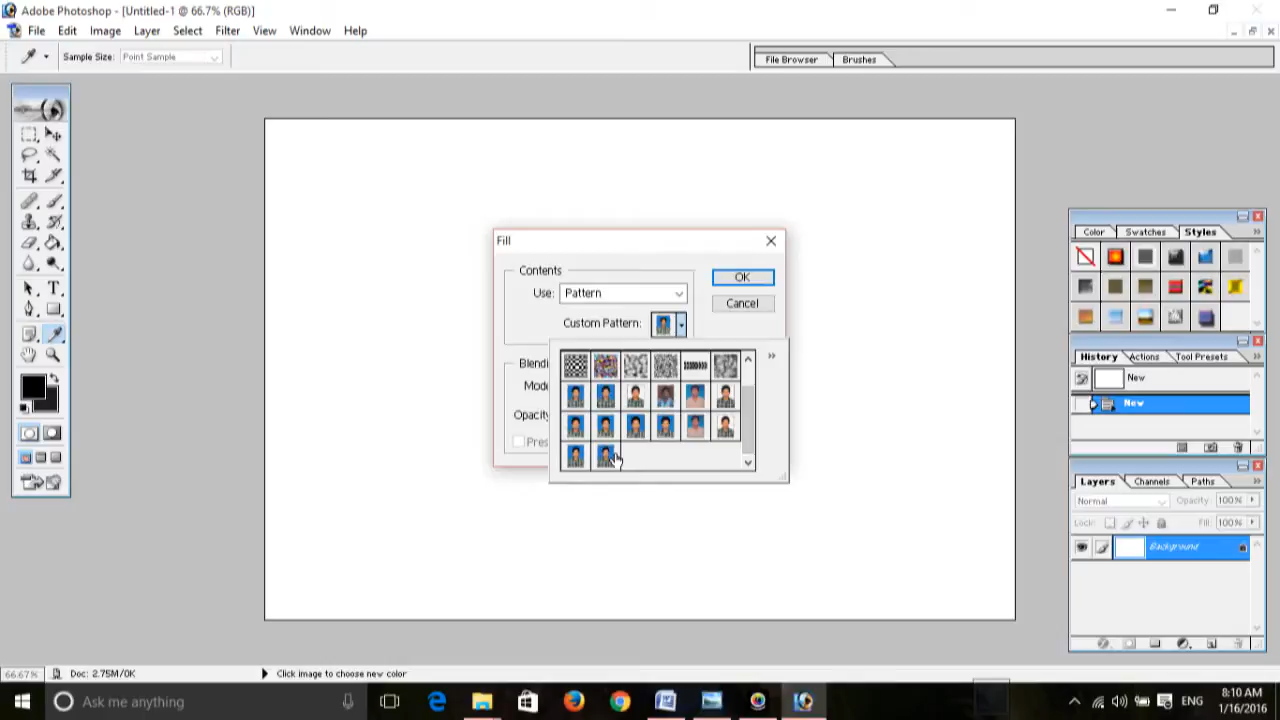 Adobe Photoshop - [Untitled-1 @ 66.7% (RGB)]
File Edit Image Layer Select Filter View Window Help
Sample Size: Point Sample
File Browser Brushes
Fill
Contents
Use: Pattern
OK
Custom Pattern:
Cancel
Blendi
Mode
Opacity
Pres
Color Swatches Styles
History Actions Tool Presets
New
New
Layers Channels Paths
Normal Opacity: 100%
Lock: Fill: 100%
Background
66.67% Doc: 2.75M/0K Click image to choose new color
Ask me anything
ENG
8:10 AM
1/16/2016